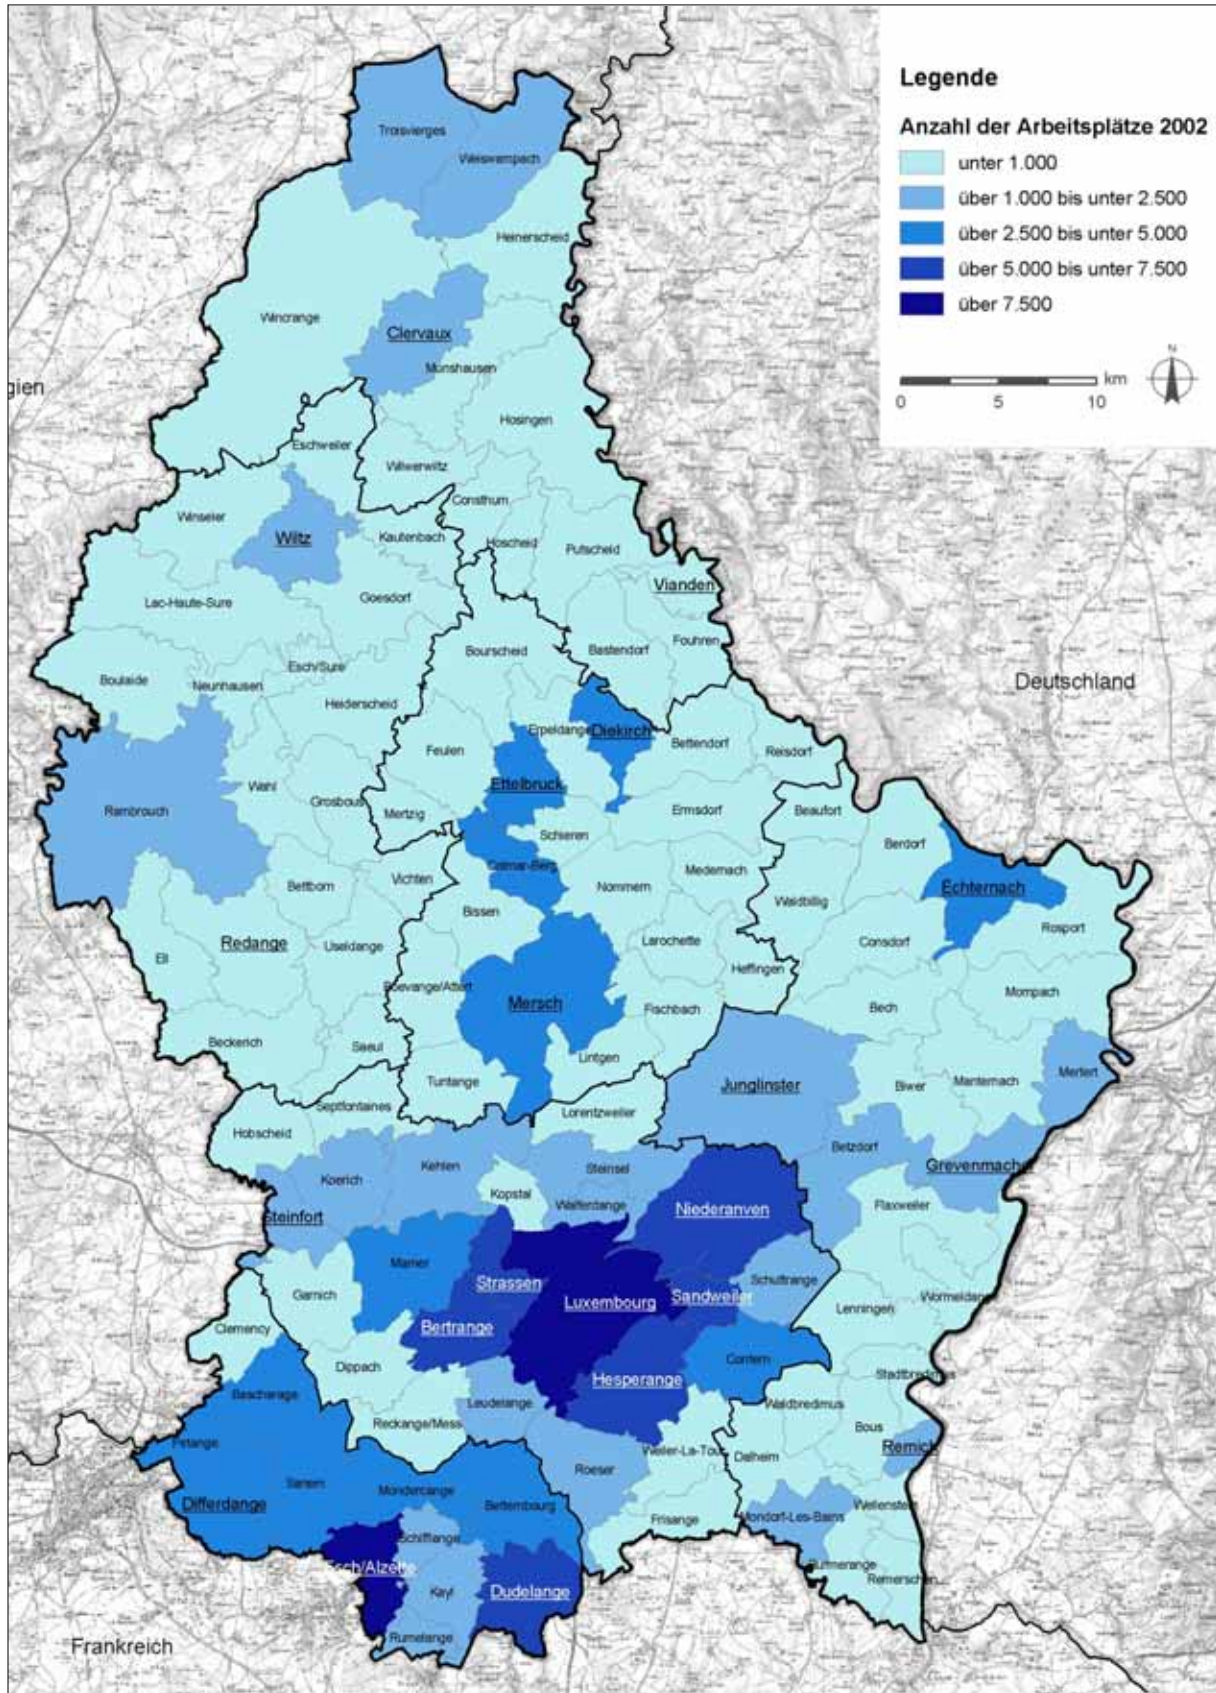 Legende
Anzahl der Arbeitsplätze 2002
unter 1.000
über 1.000 bis unter 2.500
über 2.500 bis unter 5.000
über 5.000 bis unter 7.500
über 7.500
N
km
0 5 10
Troisvierges
Weiswampach
Heinerscheid
Wincrange
Clervaux
Munshausen
gien
Hosingen
Eschweiler
Wilwerwiltz
Consthum
Winseler
Wiltz
Kautenbach
Hoscheid
Putscheid
Vianden
Lac-Haute-Sure
Goesdorf
Bourscheid
Bastendorf
Fouhren
Esch/Sure
Boulaide
Neunhausen
Deutschland
Heiderscheid
Erpeldange
Diekirch
Bettendorf
Reisdorf
Feulen
Ettelbruck
Wahl
Grosbous
Rambrouch
Mertzig
Ermsdorf
Beaufort
Schieren
Berdorf
Colmar-Berg
Medernach
Vichten
Bettborn
Nommern
Echternach
Waldbillig
Bissen
Rosport
Redange
Useldange
Larochette
Consdorf
Ell
Heffingen
Boevange/Attert
Mompach
Mersch
Fischbach
Bech
Beckerich
Saeul
Lintgen
Tuntange
Junglinster
Biwer
Manternach
Mertert
Septfontaines
Lorentzweiler
Hobscheid
Betzdorf
Kehlen
Steinsel
Grevenmacher
Koerich
Kopstal
Walferdange
Flaxweiler
Steinfort
Niederanven
Mamer
Strassen
Schuttrange
Garnich
Luxembourg
Sandweiler
Lenningen
Wormeldange
Clemency
Bertrange
Dippach
Contern
Hesperange
Stadtbredimus
Bascharage
Leudelange
Waldbredimus
Reckange/Mess
Bous
Petange
Weiler-La-Tour
Dalheim
Remich
Roeser
Sanem
Mondercange
Differdange
Bettembourg
Wellenstein
Frisange
Mondorf-Les-Bains
Schifflange
Esch/Alzette
Burmerange
Remerschen
Kayl
Dudelange
Rumelange
Frankreich